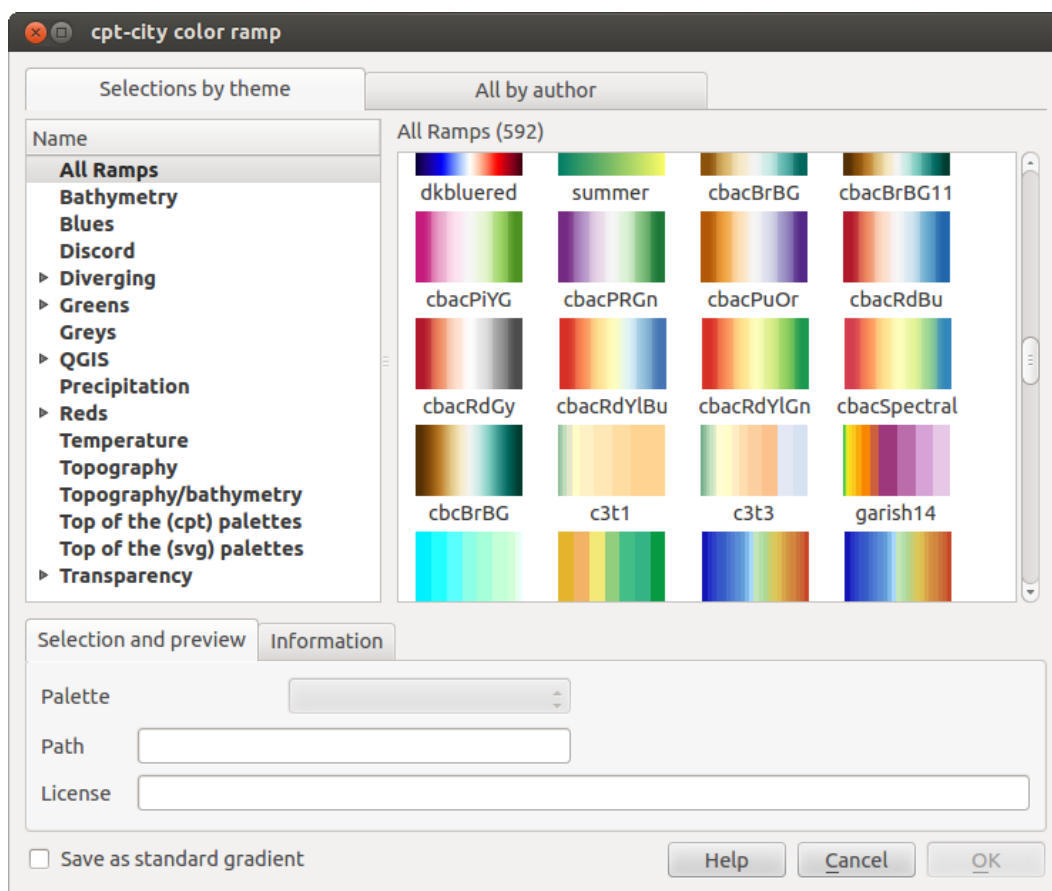 cpt-city color ramp
Selections by theme
All by author
Name
All Ramps
Bathymetry
Blues
Discord
Diverging
Greens
Greys
QGIS
Precipitation
Reds
Temperature
Topography
Topography/bathymetry
Top of the (cpt) palettes
Top of the (svg) palettes
Transparency
All Ramps (592)
dkbluered summer cbacBrBG cbacBrBG11
cbacPiYG cbacPRGn cbacPuOr cbacRdBu
cbacRdGy cbacRdYlBu cbacRdYlGn cbacSpectral
cbcBrBG c3t1 c3t3 garish14
Selection and preview
Information
Palette
Path
License
Save as standard gradient
Help
Cancel
OK